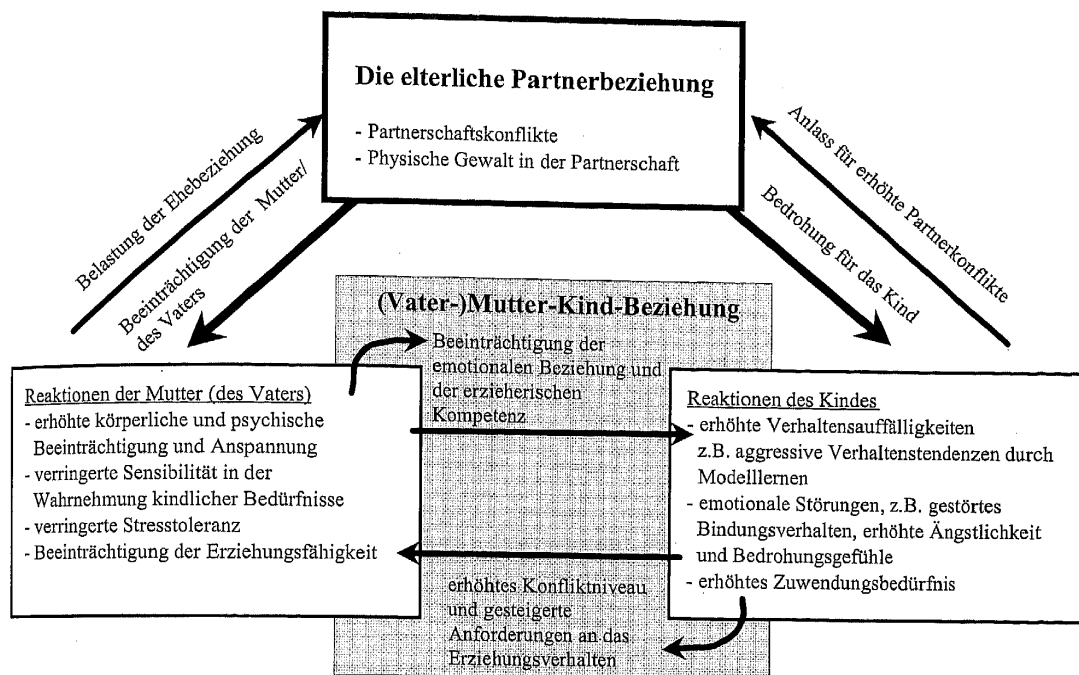 Die elterliche Partnerbeziehung
- Partnerschaftskonflikte
- Physische Gewalt in der Partnerschaft
Belastung der Ehebeziehung
Beeinträchtigung der Mutter/
des Vaters
Anlass für erhöhte Partnerkonflikte
Bedrohung für das Kind
(Vater-)Mutter-Kind-Beziehung
Beeinträchtigung der
emotionalen Beziehung und
der erzieherischen
Kompetenz
Reaktionen der Mutter (des Vaters)
- erhöhte körperliche und psychische
Beeinträchtigung und Anspannung
- verringerte Sensibilität in der
Wahrnehmung kindlicher Bedürfnisse
- verringerte Stresstoleranz
- Beeinträchtigung der Erziehungsfähigkeit
Reaktionen des Kindes
- erhöhte Verhaltensauffälligkeiten
z.B. aggressive Verhaltenstendenzen durch
Modelllernen
- emotionale Störungen, z.B. gestörtes
Bindungsverhalten, erhöhte Ängstlichkeit
und Bedrohungsgefühle
- erhöhtes Zuwendungsbedürfnis
erhöhtes Konfliktniveau
und gesteigerte
Anforderungen an das
Erziehungsverhalten